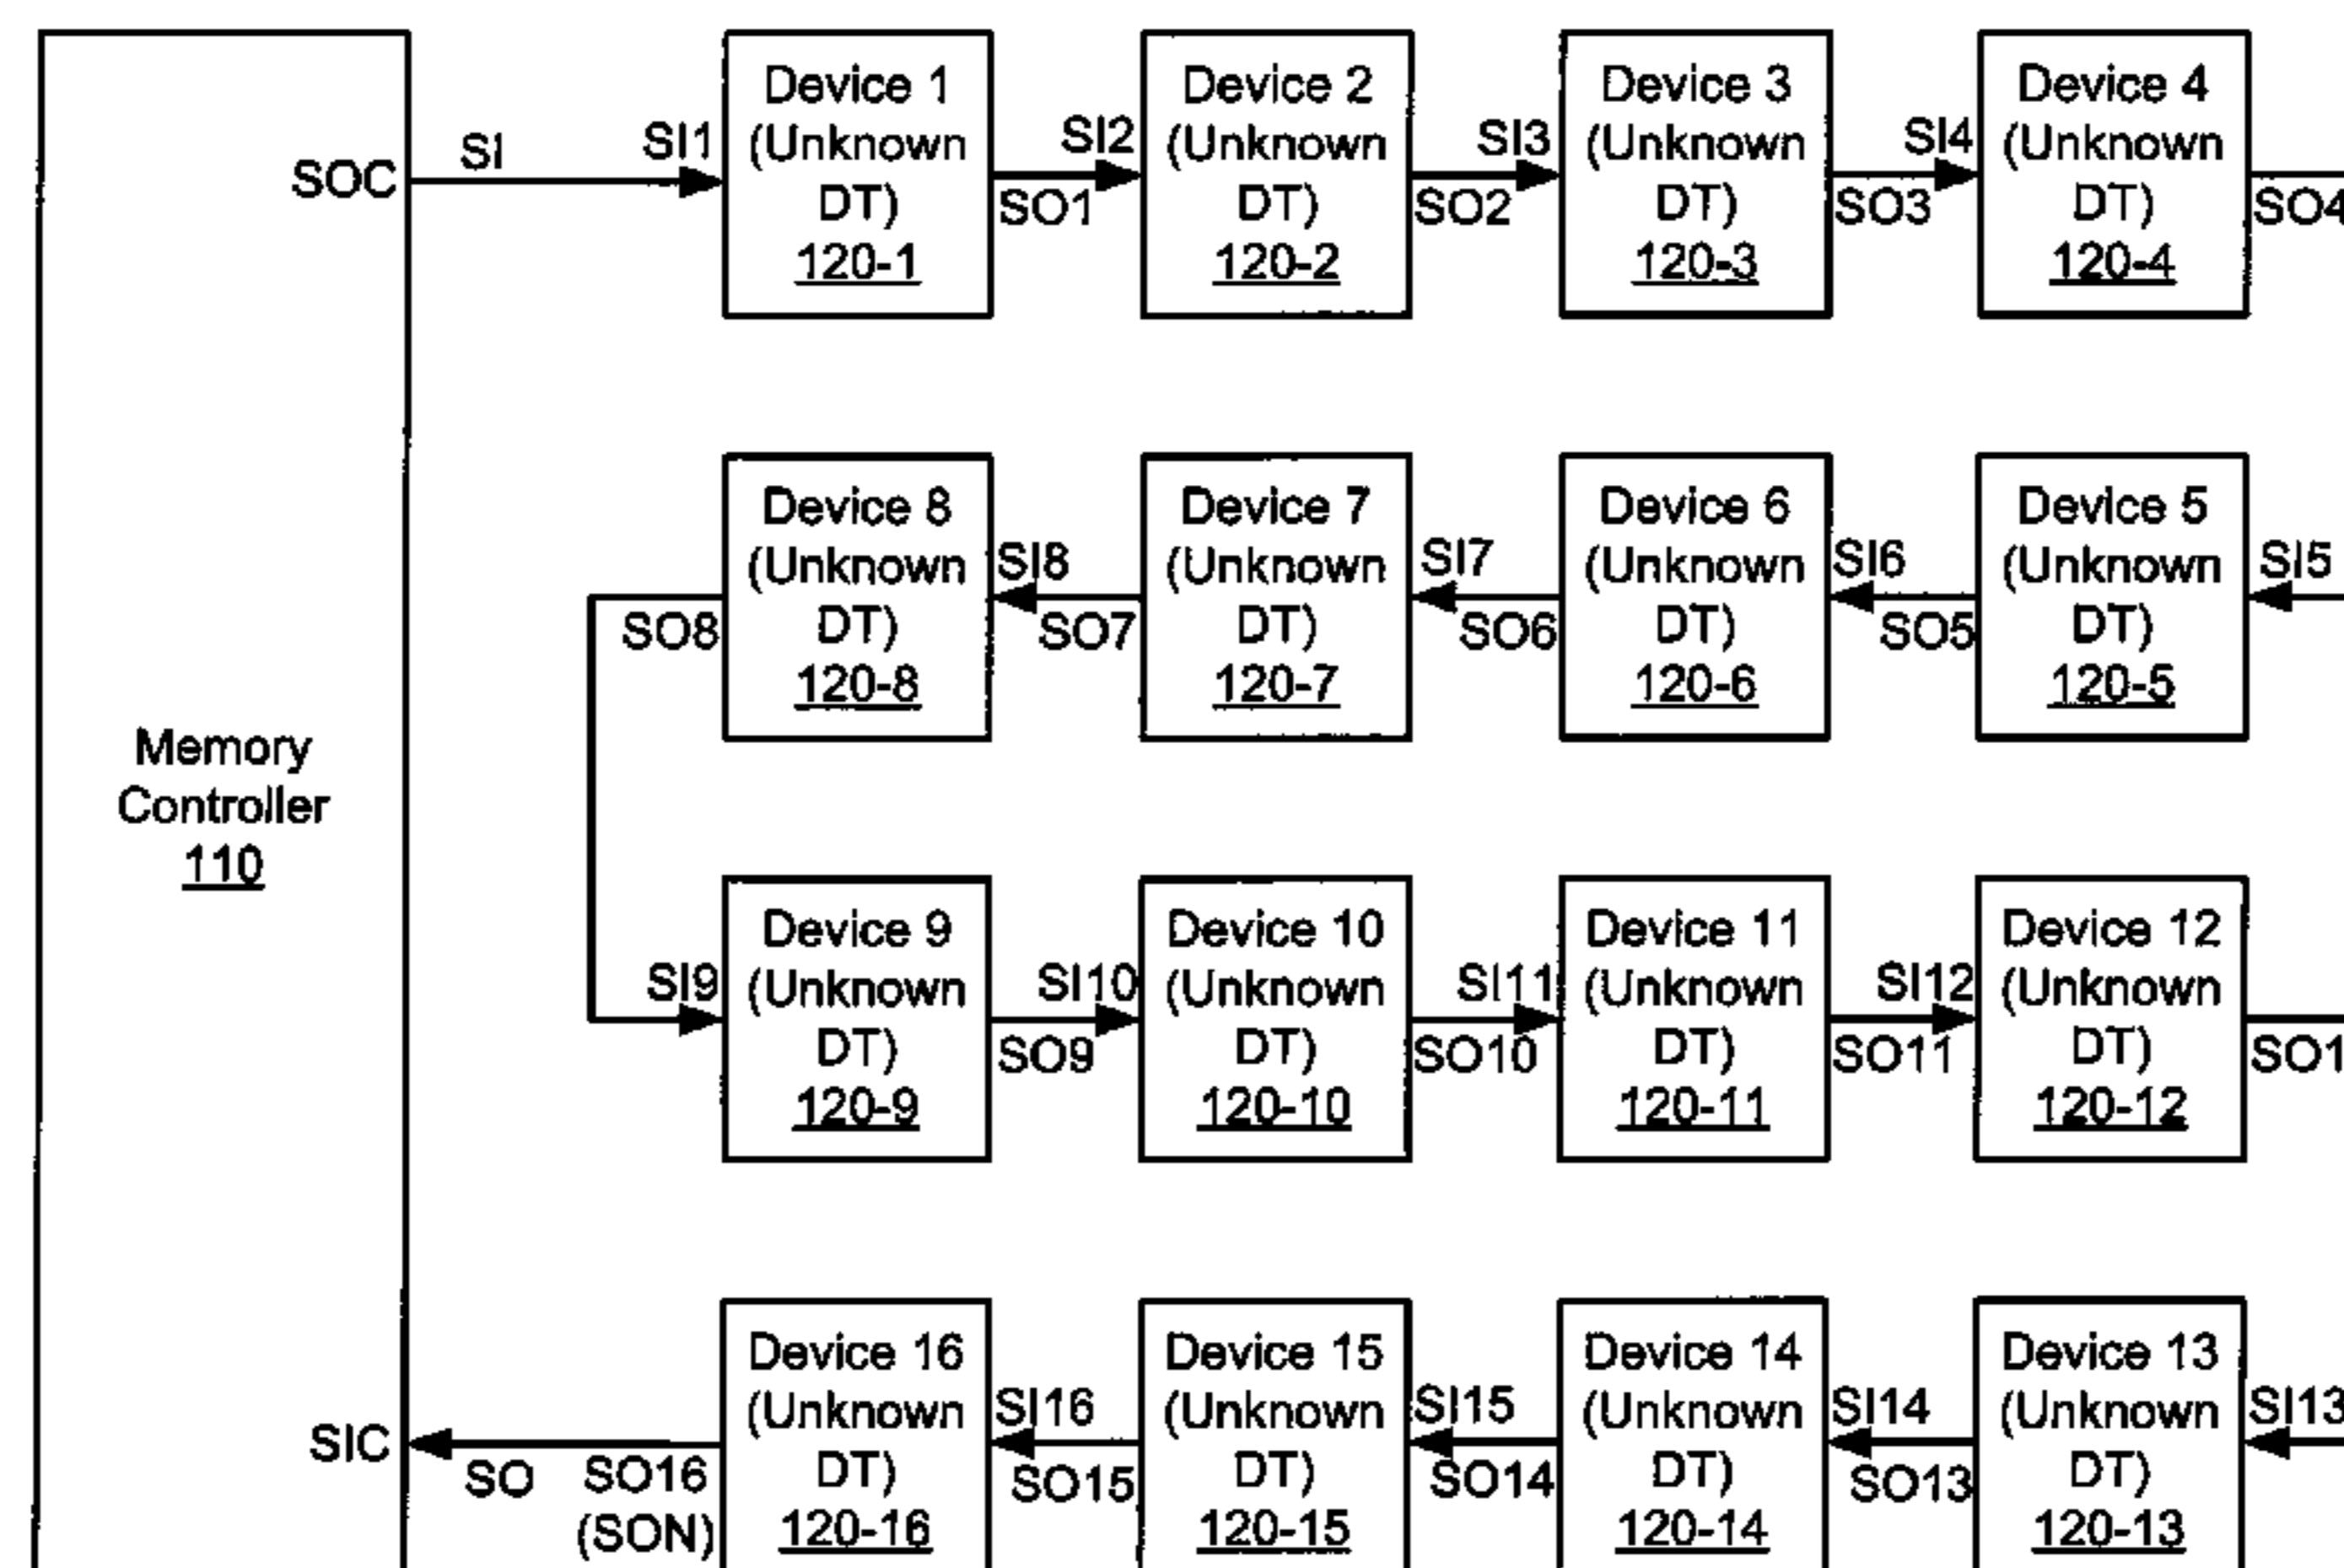 Memory
Controller
110
SOC
SI
SI1
Device 1
(Unknown
DT)
120-1
SO1
SI2
Device 2
(Unknown
DT)
120-2
SO2
SI3
Device 3
(Unknown
DT)
120-3
SO3
SI4
Device 4
(Unknown
DT)
120-4
SO4
SI5
Device 5
(Unknown
DT)
120-5
SO5
SI6
Device 6
(Unknown
DT)
120-6
SO6
SI7
Device 7
(Unknown
DT)
120-7
SO7
SI8
Device 8
(Unknown
DT)
120-8
SO8
SI9
Device 9
(Unknown
DT)
120-9
SO9
SI10
Device 10
(Unknown
DT)
120-10
SO10
SI11
Device 11
(Unknown
DT)
120-11
SO11
SI12
Device 12
(Unknown
DT)
120-12
SO1
SI13
Device 13
(Unknown
DT)
120-13
SO13
SI14
Device 14
(Unknown
DT)
120-14
SO14
SI15
Device 15
(Unknown
DT)
120-15
SO15
SI16
Device 16
(Unknown
DT)
120-16
SO16
(SON)
SO
SIC